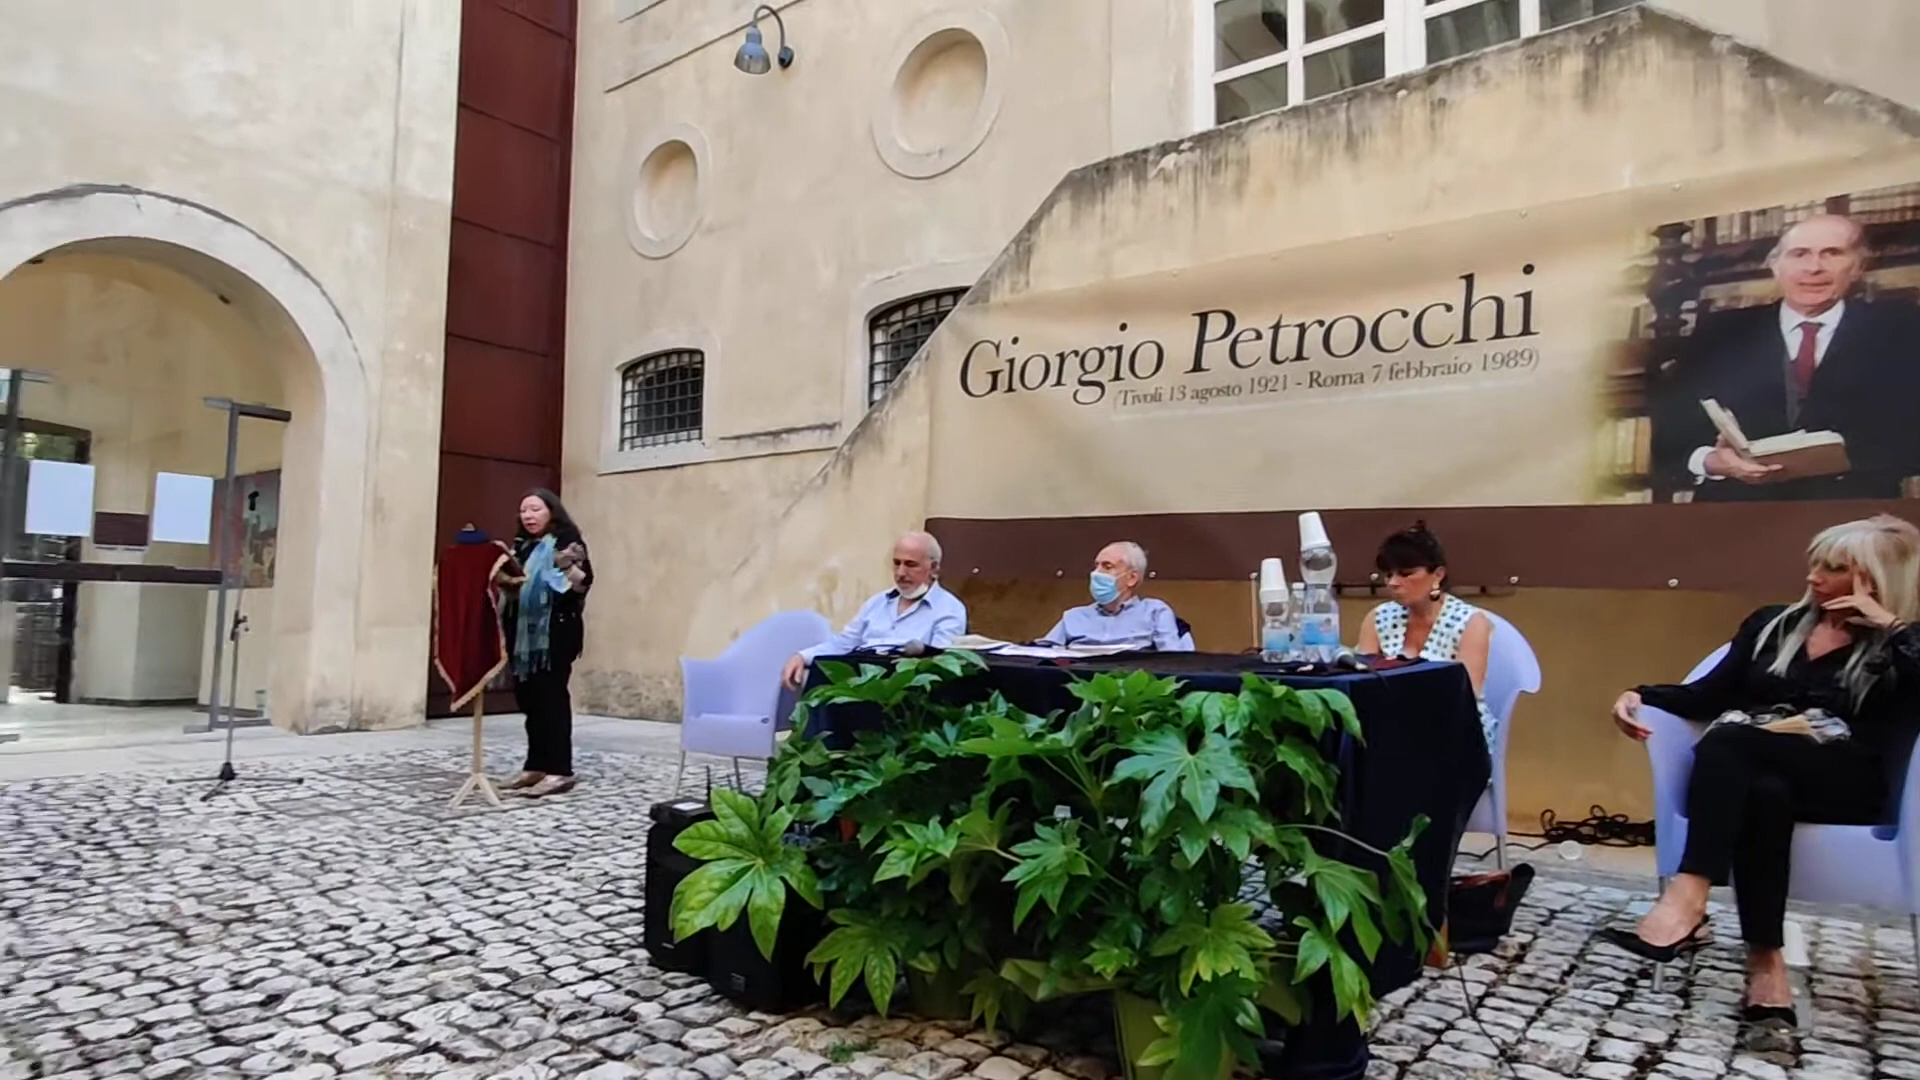 Giorgio Petrocchi
(Tivoli 13 agosto 1921 - Roma 7 febbraio 1989)